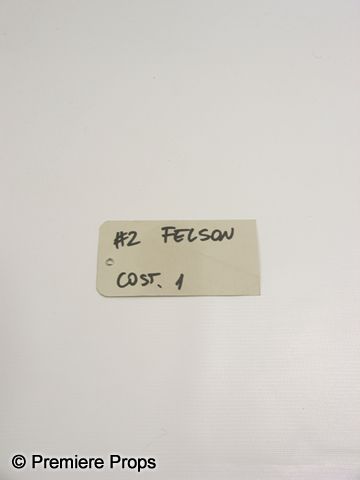 #2 FELSON
COST. 1
© Premiere Props